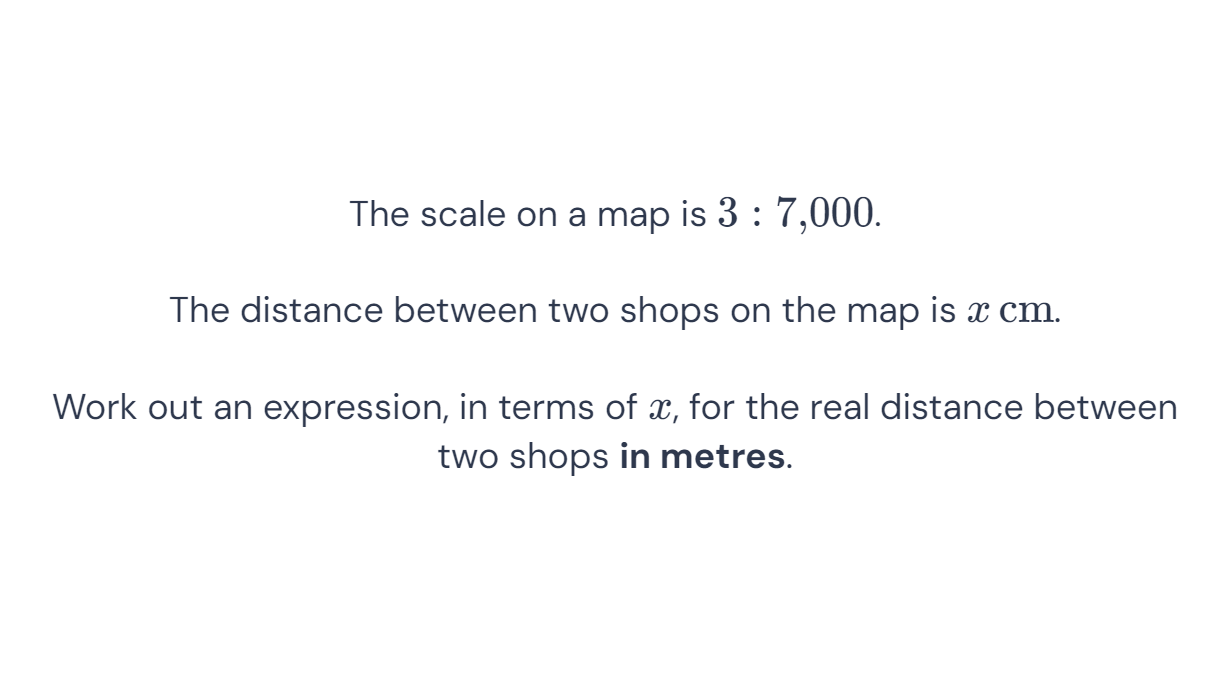 The scale on a map is 3 : 7,000.
The distance between two shops on the map is x cm.
Work out an expression, in terms of x, for the real distance between
two shops in metres.